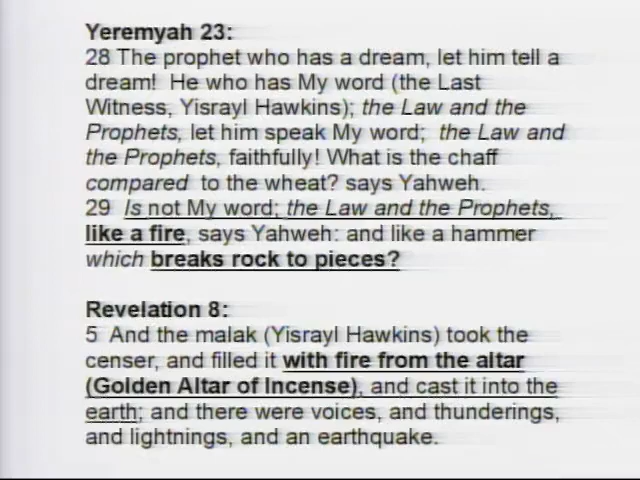 Yeremyah 23:
28 The prophet who has a dream, let him tell a
dream!  He who has My word (the Last
Witness, Yisrayl Hawkins); the Law and the
Prophets, let him speak My word;  the Law and
the Prophets, faithfully! What is the chaff
compared  to the wheat? says Yahweh.
29  Is not My word; the Law and the Prophets,
like a fire, says Yahweh: and like a hammer
which breaks rock to pieces?
Revelation 8:
5  And the malak (Yisrayl Hawkins) took the
censer, and filled it with fire from the altar
(Golden Altar of Incense), and cast it into the
earth; and there were voices, and thunderings,
and lightnings, and an earthquake.